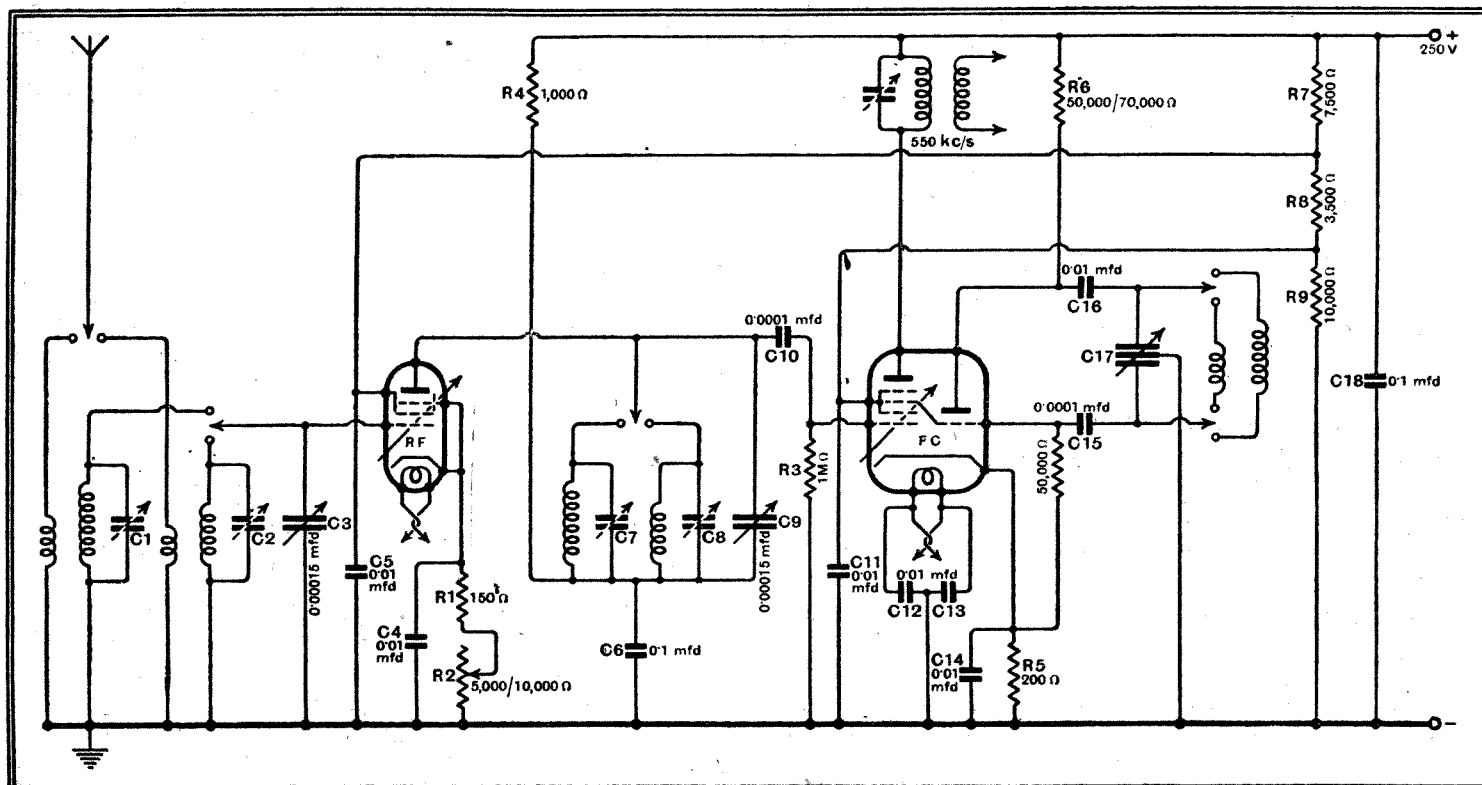 +
250 V
R4
1,000 Ω
R6
50,000/70,000 Ω
R7
7,500 Ω
550 kc/s
R8
3,500 Ω
0·01 mfd
C16
R9
10,000 Ω
0·0001 mfd
C10
C17
C18
0·1 mfd
RF
FC
0·0001 mfd
C15
R3
1MΩ
50,000 Ω
C1
C2
C3
0·00015 mfd
C5
0·01
mfd
C7
C8
C9
0·00015 mfd
C11
0·01
mfd
0·01 mfd
C12
C13
R1
150 Ω
C4
0·01
mfd
R2
5,000/10,000 Ω
C6
0·1 mfd
C14
0·01
mfd
R5
200 Ω
−